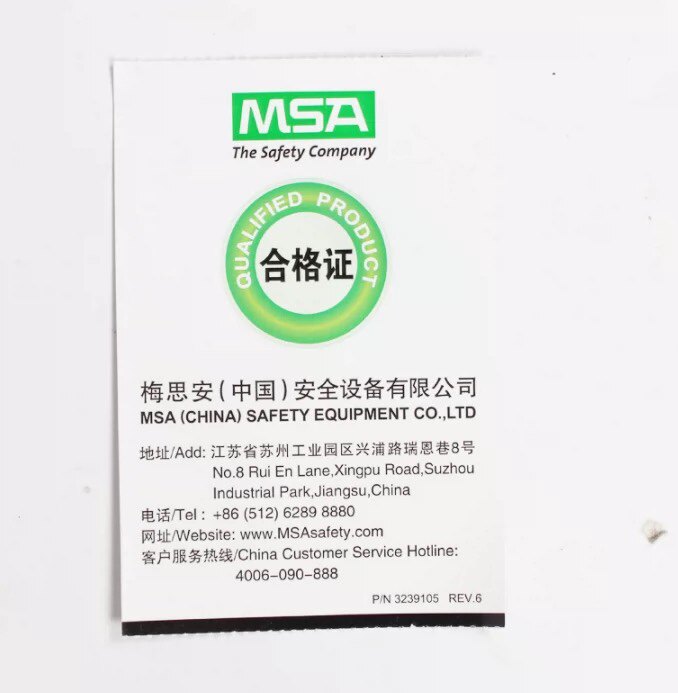 MSA
The Safety Company
QUALIFIED PRODUCT
合格证
梅思安(中国)安全设备有限公司
MSA (CHINA) SAFETY EQUIPMENT CO.,LTD
地址/Add: 江苏省苏州工业园区兴浦路瑞恩巷8号
No.8 Rui En Lane,Xingpu Road,Suzhou
Industrial Park,Jiangsu,China
电话/Tel : +86 (512) 6289 8880
网址/Website: www.MSAsafety.com
客户服务热线/China Customer Service Hotline:
4006-090-888
P/N 3239105 REV.6